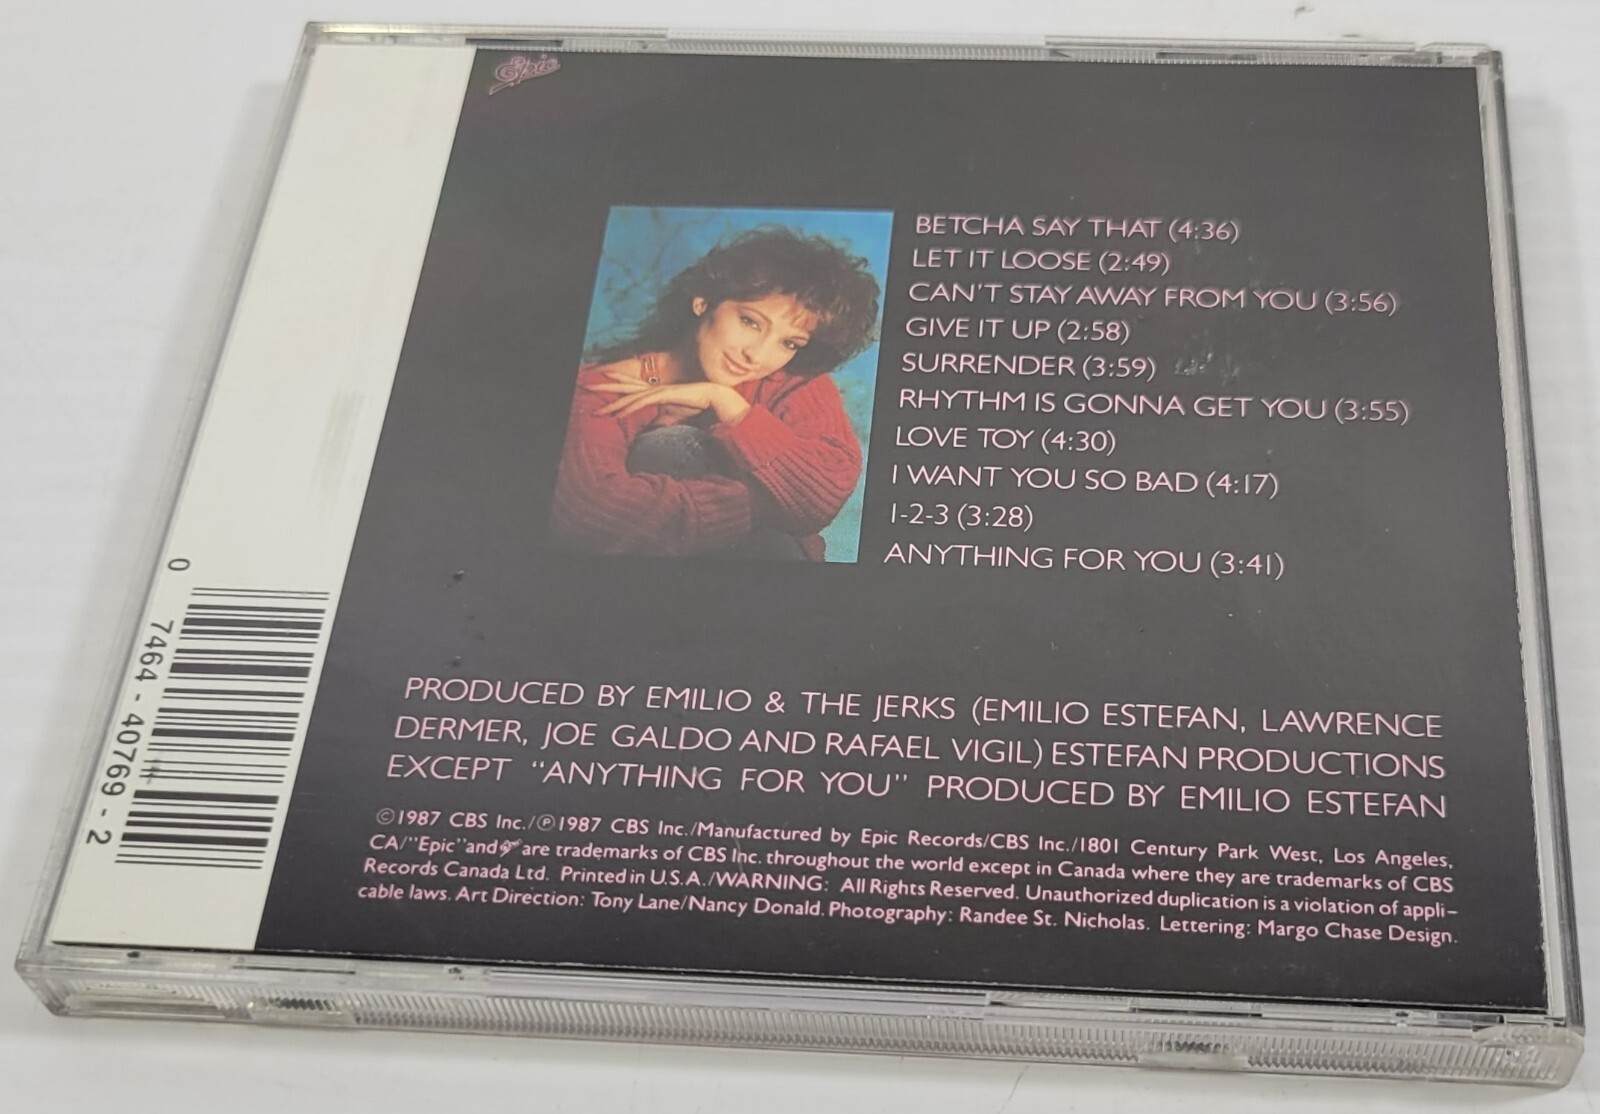 Epic
BETCHA SAY THAT (4:36)
LET IT LOOSE (2:49)
CAN'T STAY AWAY FROM YOU (3:56)
GIVE IT UP (2:58)
SURRENDER (3:59)
RHYTHM IS GONNA GET YOU (3:55)
LOVE TOY (4:30)
I WANT YOU SO BAD (4:17)
1-2-3 (3:28)
ANYTHING FOR YOU (3:41)
PRODUCED BY EMILIO & THE JERKS (EMILIO ESTEFAN, LAWRENCE
DERMER, JOE GALDO AND RAFAEL VIGIL) ESTEFAN PRODUCTIONS
EXCEPT "ANYTHING FOR YOU" PRODUCED BY EMILIO ESTEFAN
©1987 CBS Inc./℗1987 CBS Inc./Manufactured by Epic Records/CBS Inc./1801 Century Park West, Los Angeles,
CA/"Epic" and are trademarks of CBS Inc. throughout the world except in Canada where they are trademarks of CBS
Records Canada Ltd. Printed in U.S.A./WARNING: All Rights Reserved. Unauthorized duplication is a violation of appli-
cable laws. Art Direction: Tony Lane/Nancy Donald. Photography: Randee St. Nicholas. Lettering: Margo Chase Design.
0 7464-40769-2